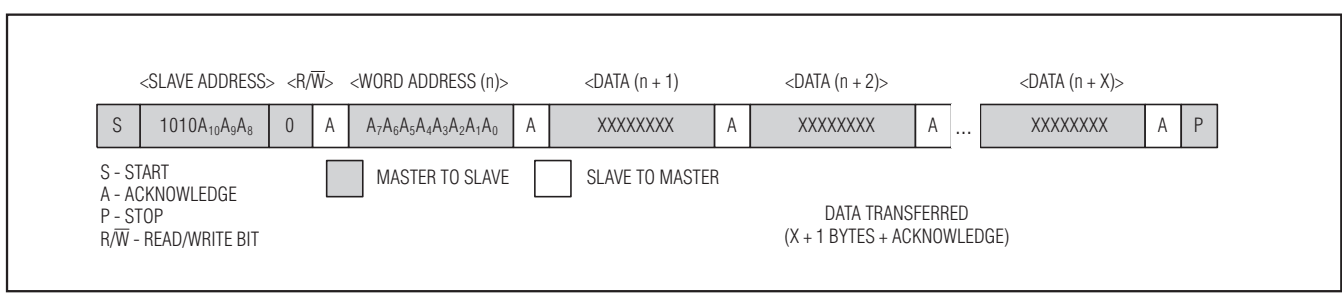 <SLAVE ADDRESS> <R/W̅> <WORD ADDRESS (n)> <DATA (n + 1) <DATA (n + 2)> <DATA (n + X)>
S 1010A₁₀A₉A₈ 0 A A₇A₆A₅A₄A₃A₂A₁A₀ A XXXXXXXX A XXXXXXXX A ... XXXXXXXX A P
S - START
A - ACKNOWLEDGE
P - STOP
R/W̅ - READ/WRITE BIT
MASTER TO SLAVE
SLAVE TO MASTER
DATA TRANSFERRED
(X + 1 BYTES + ACKNOWLEDGE)